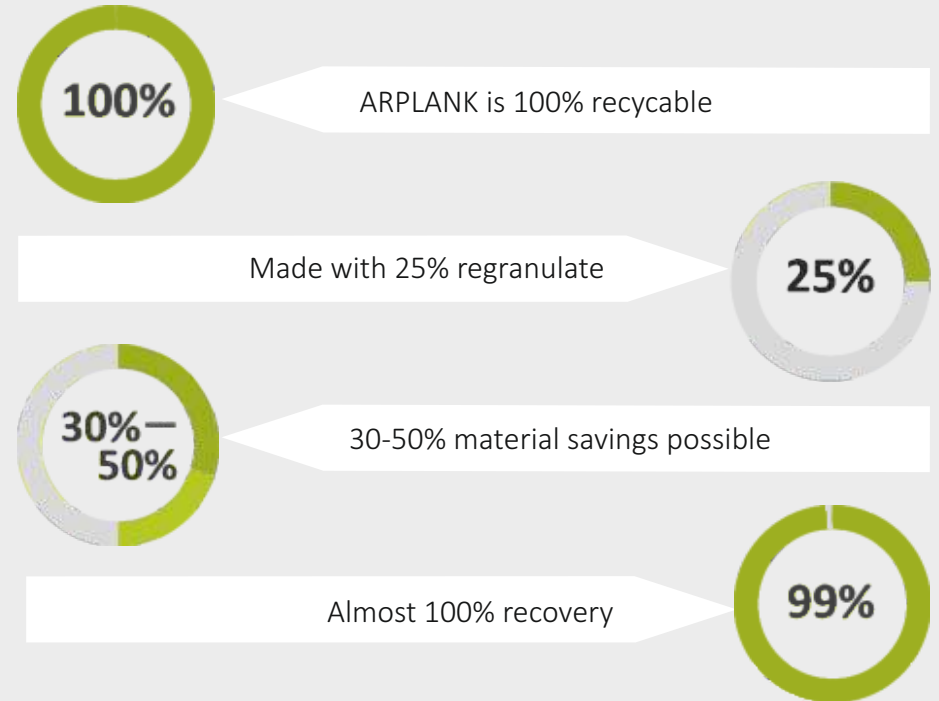 100%
ARPLANK is 100% recycable
Made with 25% regranulate
25%
30%—
50%
30-50% material savings possible
Almost 100% recovery
99%